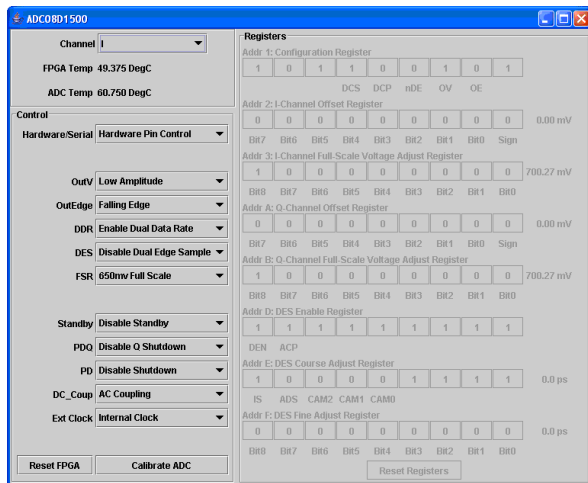 ADC08D1500
Channel I
FPGA Temp 49.375 DegC
ADC Temp 60.750 DegC
Control
Hardware/Serial Hardware Pin Control
OutV Low Amplitude
OutEdge Falling Edge
DDR Enable Dual Data Rate
DES Disable Dual Edge Sample
FSR 650mv Full Scale
Standby Disable Standby
PDQ Disable Q Shutdown
PD Disable Shutdown
DC_Coup AC Coupling
Ext Clock Internal Clock
Reset FPGA Calibrate ADC
Registers
Addr 1: Configuration Register
1 0 1 1 0 0 1 0 1
DCS DCP nDE OV OE
Addr 2: I-Channel Offset Register
0 0 0 0 0 0 0 0 0 0.00 mV
Bit7 Bit6 Bit5 Bit4 Bit3 Bit2 Bit1 Bit0 Sign
Addr 3: I-Channel Full-Scale Voltage Adjust Register
1 0 0 0 0 0 0 0 0 700.27 mV
Bit8 Bit7 Bit6 Bit5 Bit4 Bit3 Bit2 Bit1 Bit0
Addr A: Q-Channel Offset Register
0 0 0 0 0 0 0 0 0 0.00 mV
Bit7 Bit6 Bit5 Bit4 Bit3 Bit2 Bit1 Bit0 Sign
Addr B: Q-Channel Full-Scale Voltage Adjust Register
1 0 0 0 0 0 0 0 0 700.27 mV
Bit8 Bit7 Bit6 Bit5 Bit4 Bit3 Bit2 Bit1 Bit0
Addr D: DES Enable Register
1 1 1 1 1 1 1 1 1
DEN ACP
Addr E: DES Course Adjust Register
1 0 0 0 0 1 1 1 1 0.0 ps
IS ADS CAM2 CAM1 CAM0
Addr F: DES Fine Adjust Register
0 0 0 0 0 0 0 0 0 0.0 ps
Bit8 Bit7 Bit6 Bit5 Bit4 Bit3 Bit2 Bit1 Bit0
Reset Registers